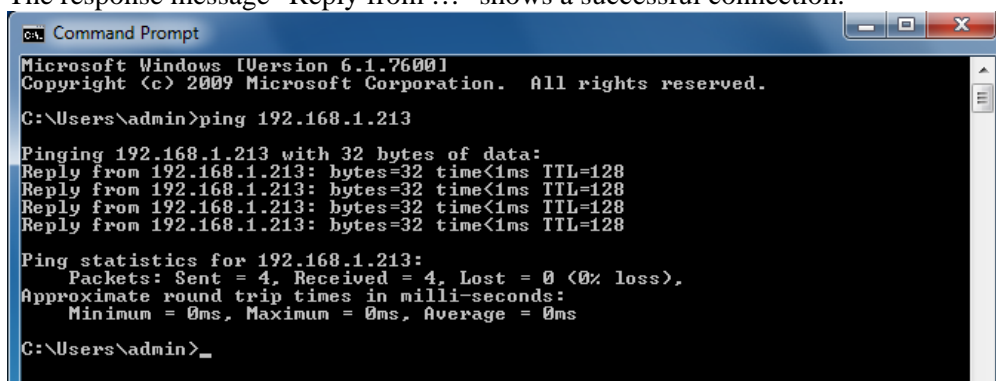 The response message "Reply from …" shows a successful connection.
Command Prompt
Microsoft Windows [Version 6.1.7600]
Copyright (c) 2009 Microsoft Corporation.  All rights reserved.
C:\Users\admin>ping 192.168.1.213
Pinging 192.168.1.213 with 32 bytes of data:
Reply from 192.168.1.213: bytes=32 time<1ms TTL=128
Reply from 192.168.1.213: bytes=32 time<1ms TTL=128
Reply from 192.168.1.213: bytes=32 time<1ms TTL=128
Reply from 192.168.1.213: bytes=32 time<1ms TTL=128
Ping statistics for 192.168.1.213:
    Packets: Sent = 4, Received = 4, Lost = 0 (0% loss),
Approximate round trip times in milli-seconds:
    Minimum = 0ms, Maximum = 0ms, Average = 0ms
C:\Users\admin>_